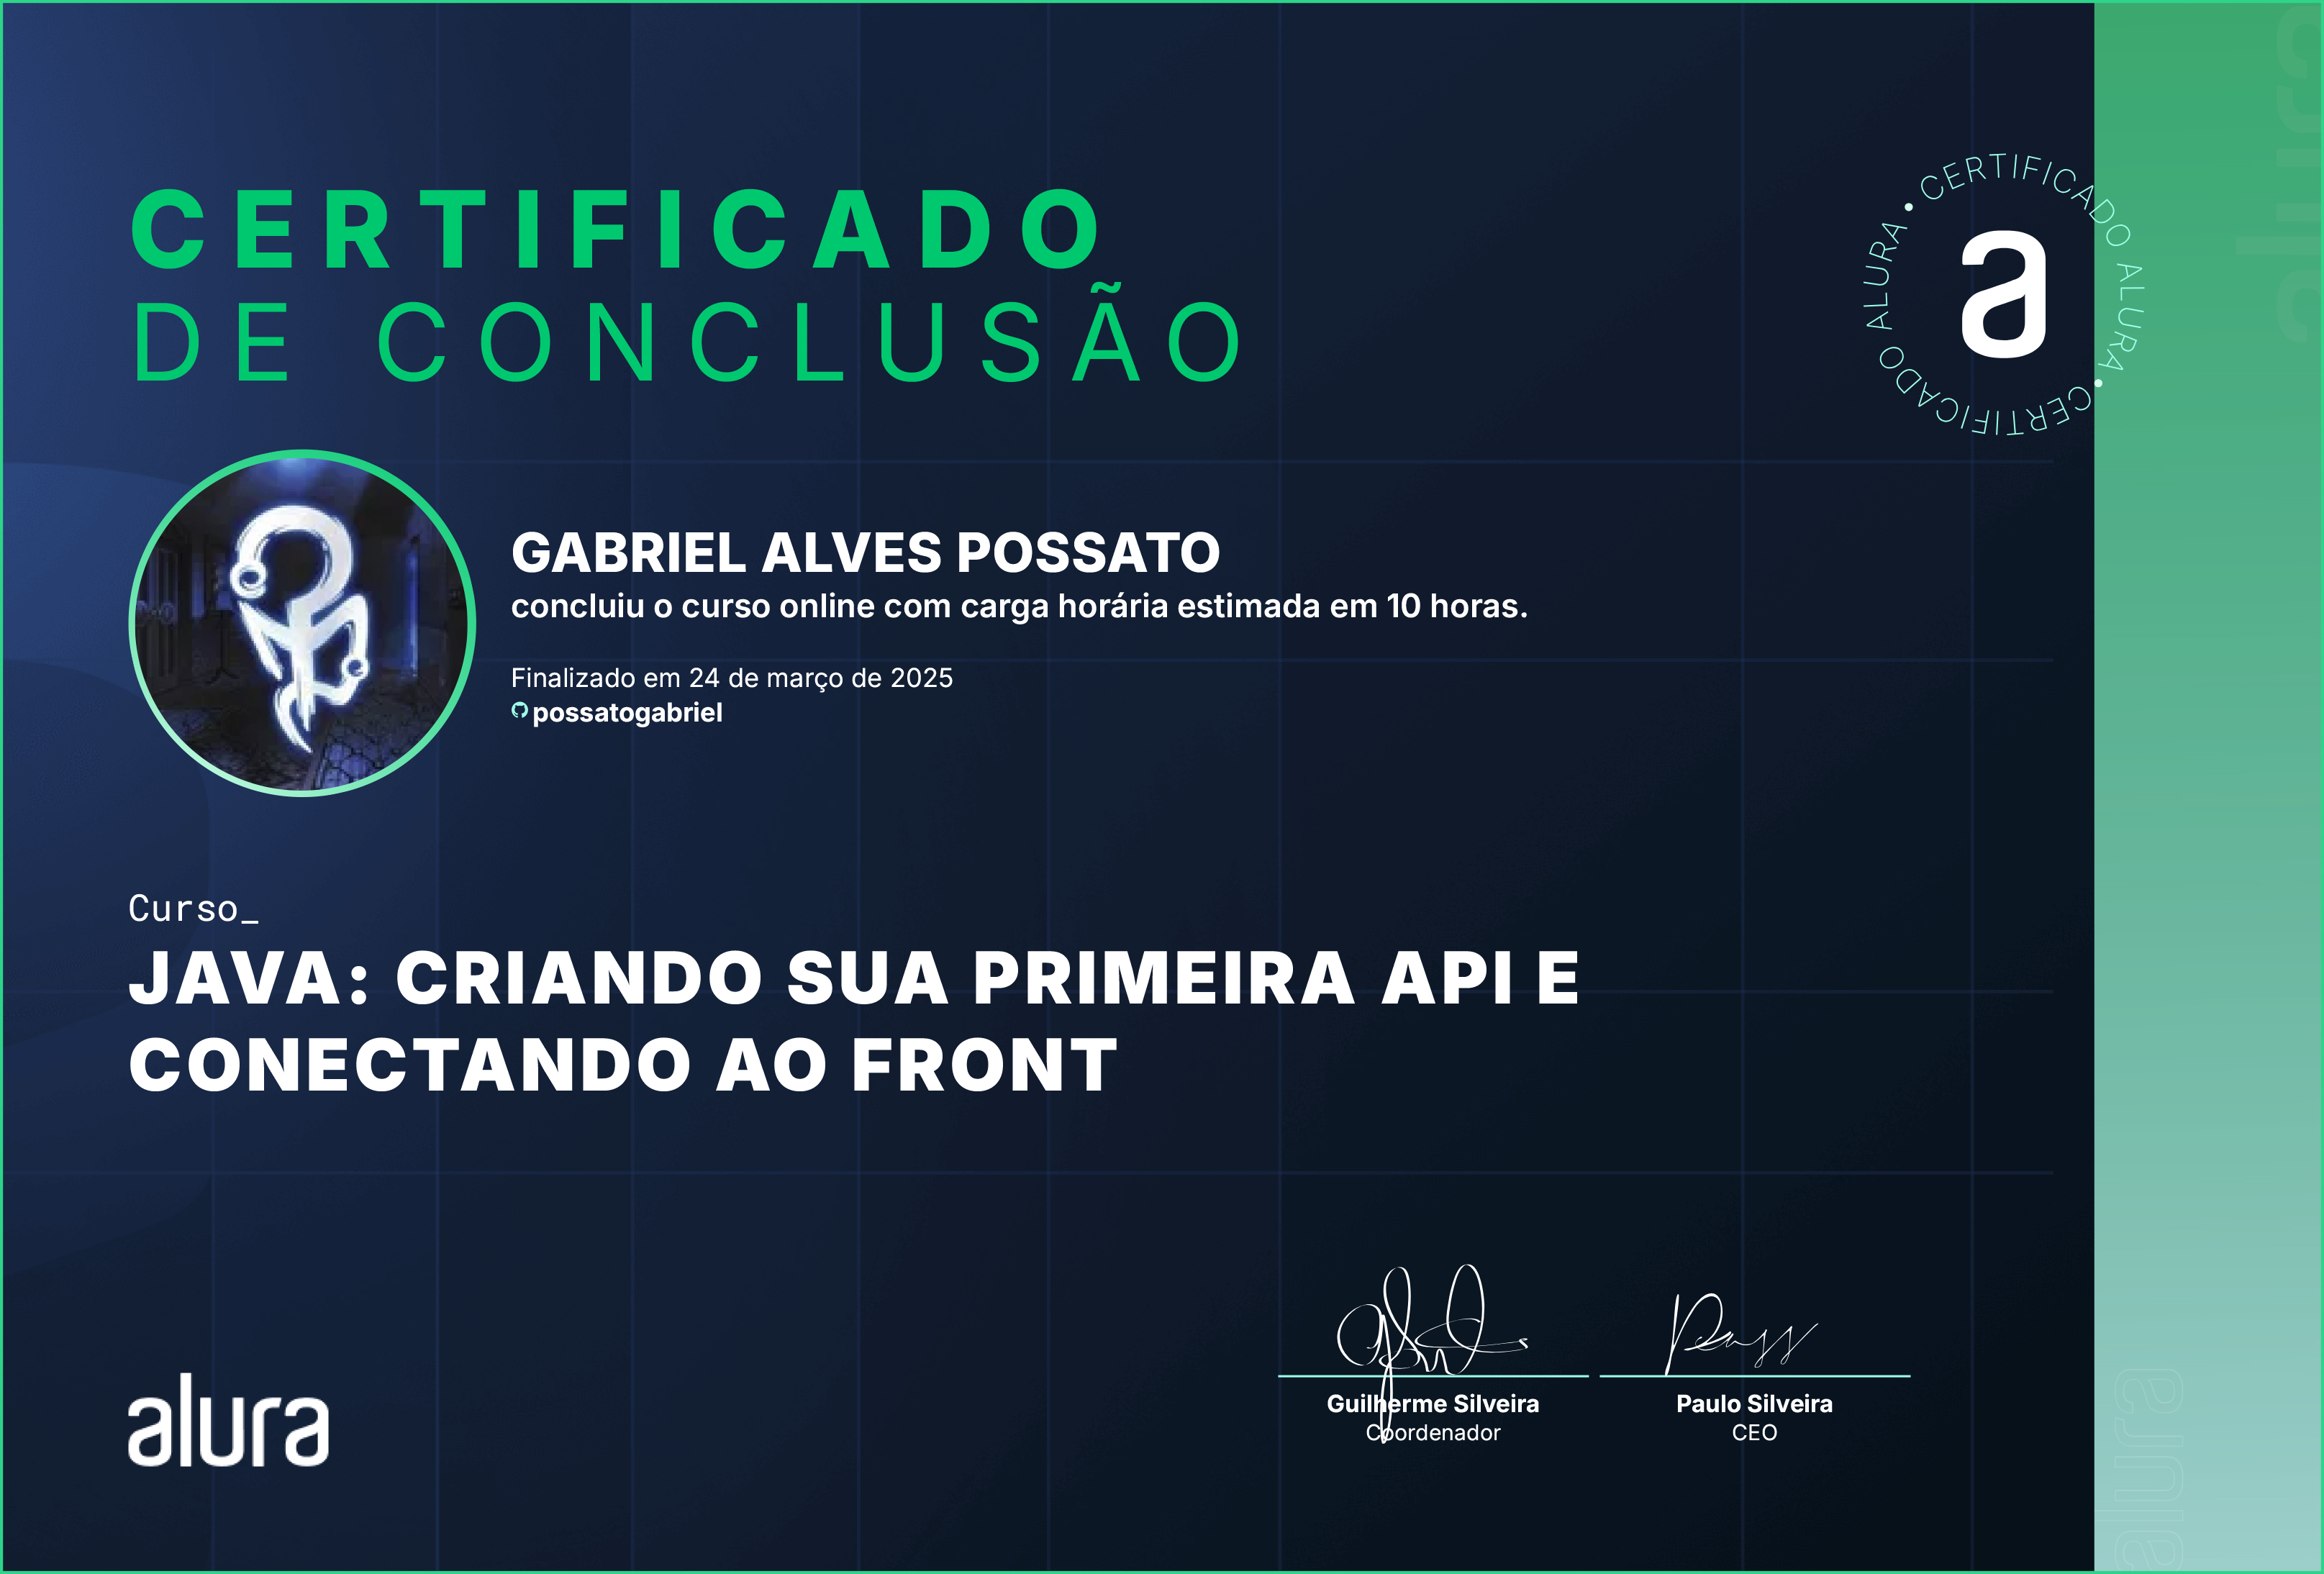 CERTIFICADO
DE CONCLUSÃO
CERTIFICADO ALURA • CERTIFICADO ALURA •
a
GABRIEL ALVES POSSATO
concluiu o curso online com carga horária estimada em 10 horas.
Finalizado em 24 de março de 2025
possatogabriel
Curso_
JAVA: CRIANDO SUA PRIMEIRA API E
CONECTANDO AO FRONT
Guilherme Silveira
Coordenador
Paulo Silveira
CEO
alura
alura
alura